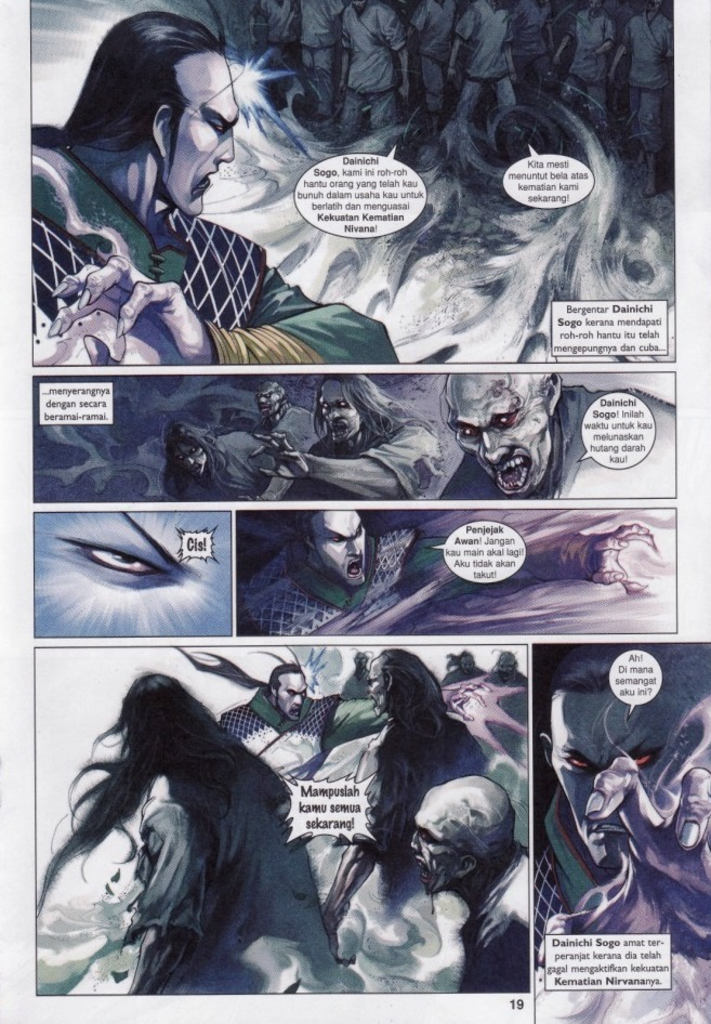 Dainichi
Sogo, kami ini roh-roh
hantu orang yang telah kau
bunuh dalam usaha kau untuk
berlatih dan menguasai
Kekuatan Kematian
Nivana!
Kita mesti
menuntut bela atas
kematian kami
sekarang!
Bergentar Dainichi
Sogo kerana mendapati
roh-roh hantu itu telah
mengepungnya dan cuba...
...menyerangnya
dengan secara
beramai-ramai.
Dainichi
Sogo! Inilah
waktu untuk kau
melunaskan
hutang darah
kau!
Cis!
Penjejak
Awan! Jangan
kau main akal lagi!
Aku tidak akan
takut!
Mampuslah
kamu semua
sekarang!
Ah!
Di mana
semangat
aku ini?
Dainichi Sogo amat ter-
peranjat kerana dia telah
gagal mengaktifkan kekuatan
Kematian Nirvananya.
19